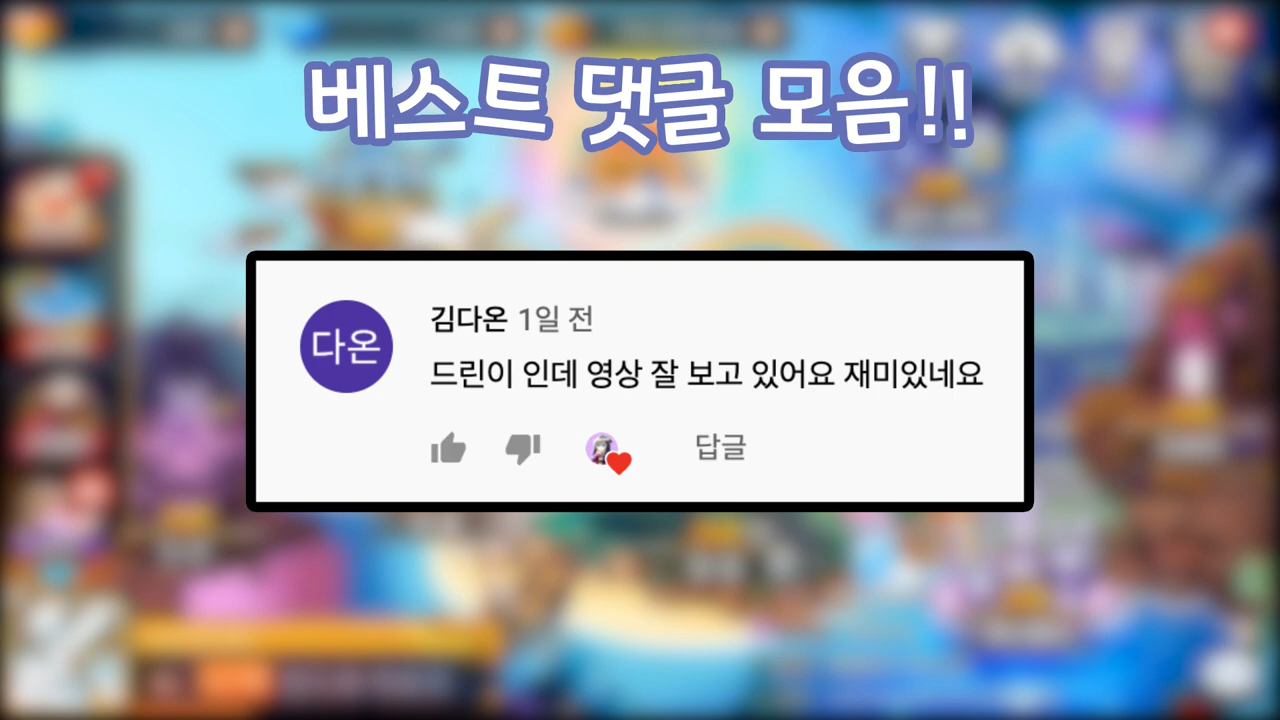 베스트 댓글 모음!!
다온
김다온 1일 전
드린이 인데 영상 잘 보고 있어요 재미있네요
답글